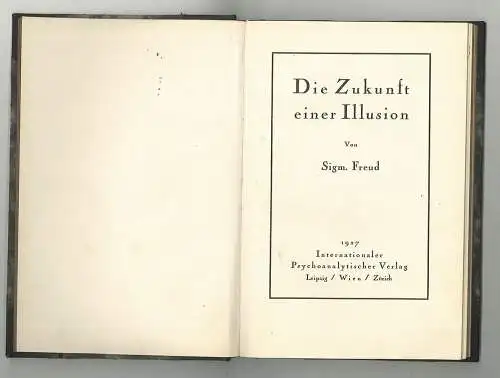 Die Zukunft
einer Illusion
Von
Sigm. Freud
1927
Internationaler
Psychoanalytischer Verlag
Leipzig / Wien / Zürich